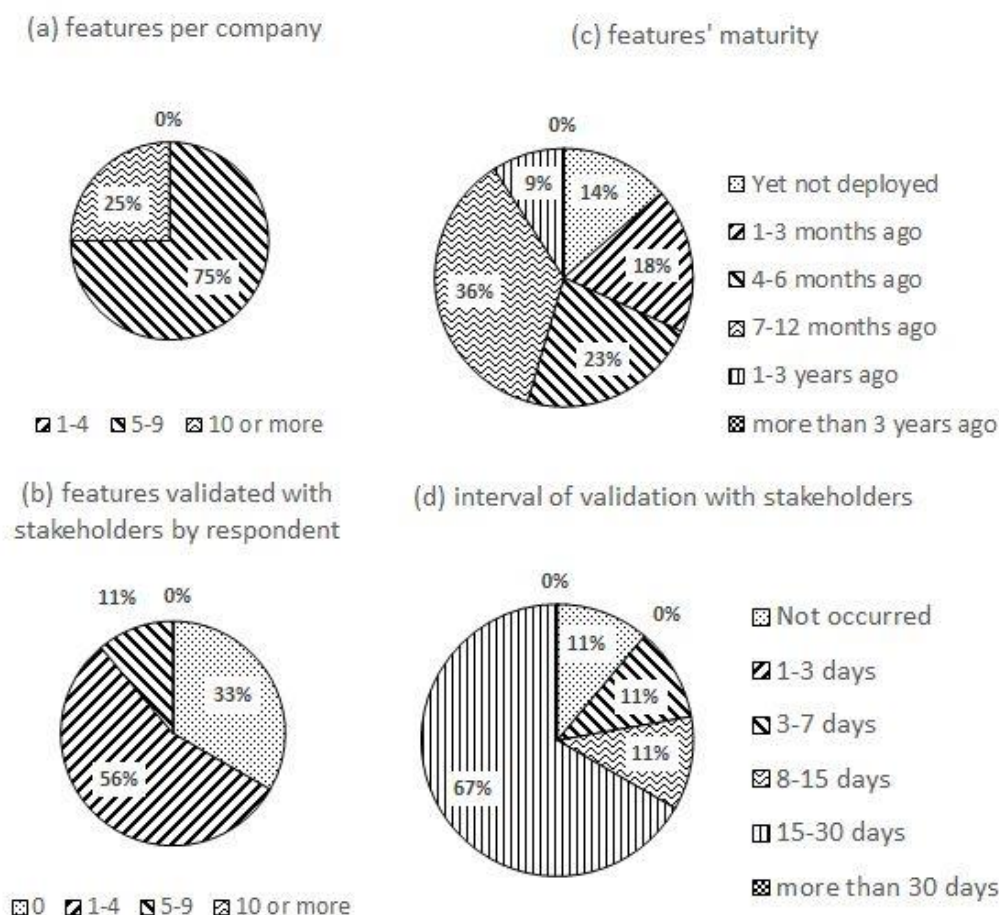 (a) features per company
0%
25%
75%
1-4 5-9 10 or more
(c) features' maturity
0%
9%
14%
18%
36%
23%
Yet not deployed
1-3 months ago
4-6 months ago
7-12 months ago
1-3 years ago
more than 3 years ago
(b) features validated with
stakeholders by respondent
11% 0%
33%
56%
0 1-4 5-9 10 or more
(d) interval of validation with stakeholders
0%
0%
11%
11%
11%
67%
Not occurred
1-3 days
3-7 days
8-15 days
15-30 days
more than 30 days